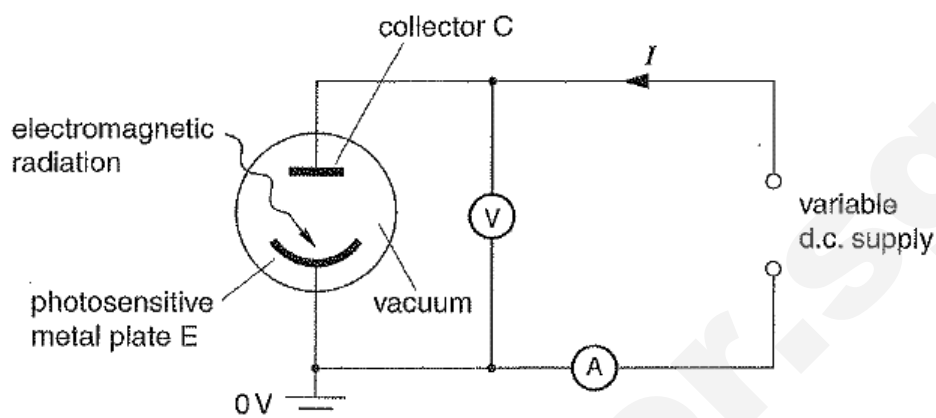 collector C
I
electromagnetic
radiation
V
variable
d.c. supply
photosensitive
metal plate E
vacuum
A
0 V